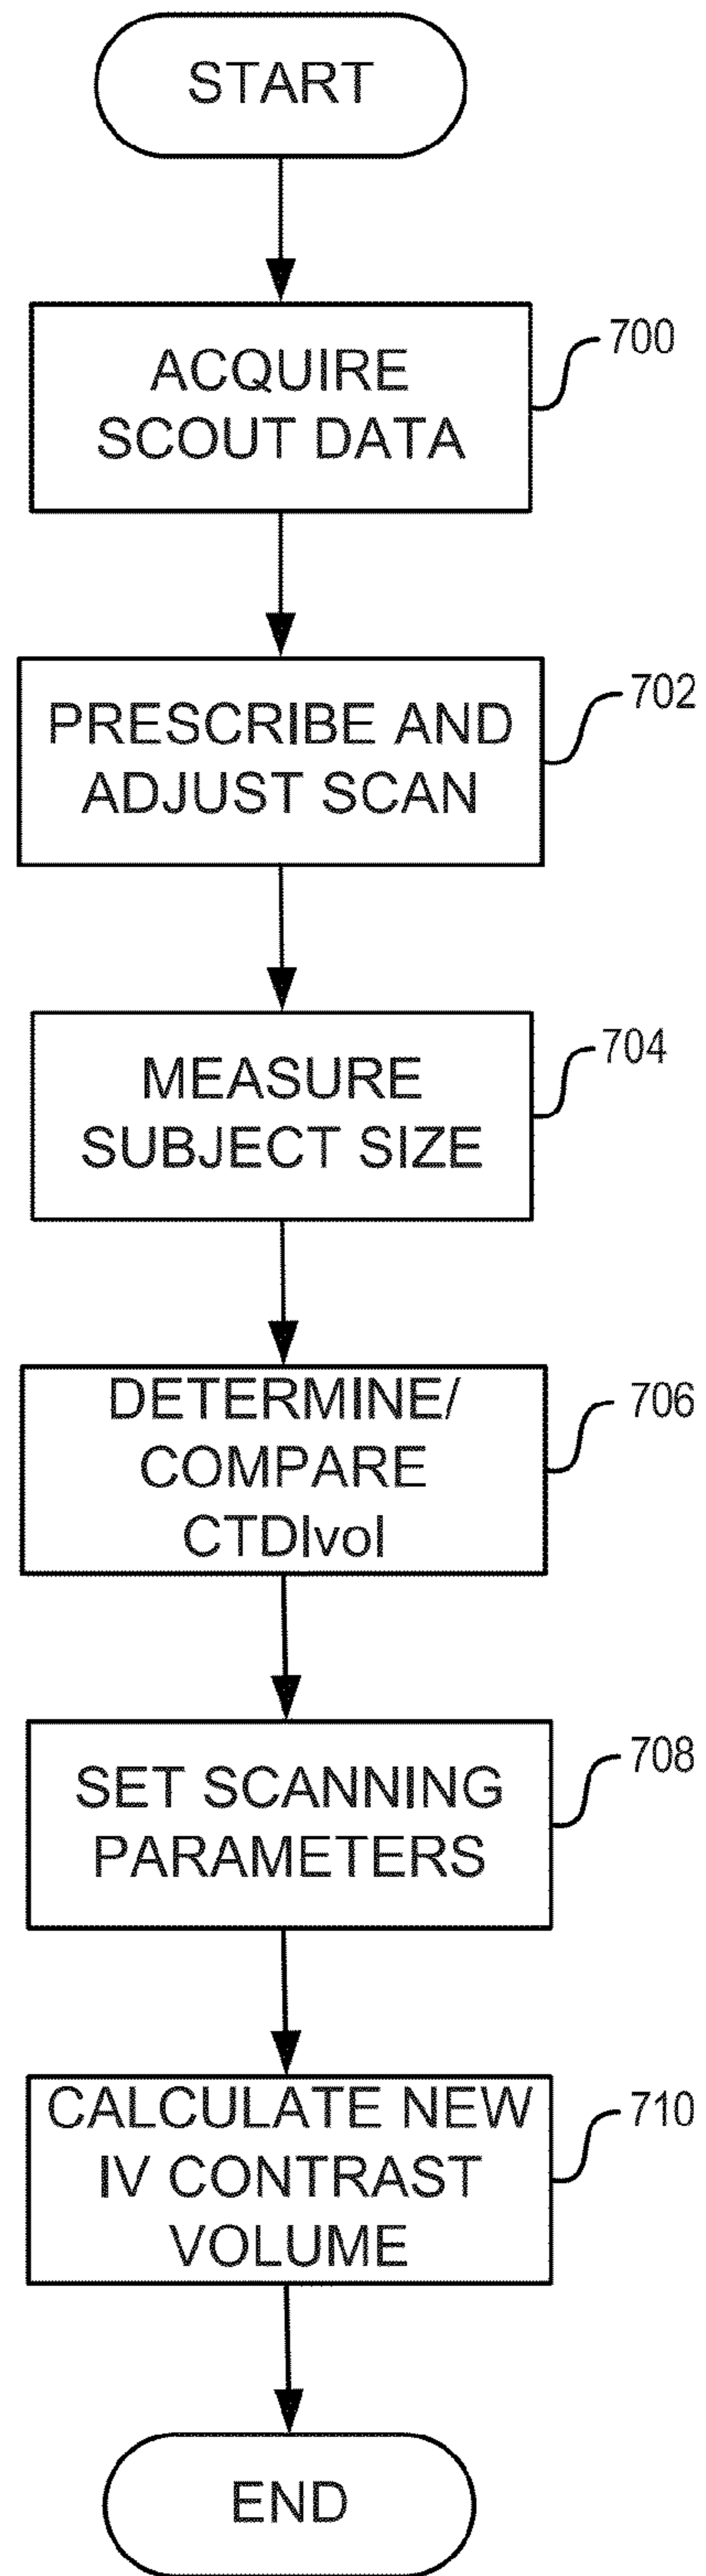 START
ACQUIRE
SCOUT DATA
700
PRESCRIBE AND
ADJUST SCAN
702
MEASURE
SUBJECT SIZE
704
DETERMINE/
COMPARE
CTDIvol
706
SET SCANNING
PARAMETERS
708
CALCULATE NEW
IV CONTRAST
VOLUME
710
END